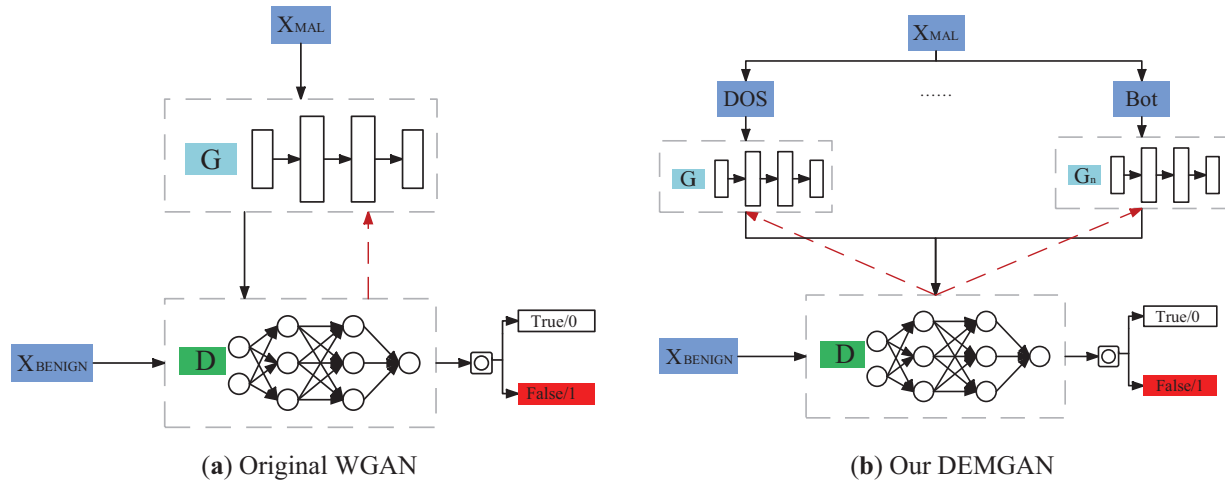 XMAL
G
XBENIGN
D
True/0
False/1
(a) Original WGAN
XMAL
DOS
......
Bot
G
Gn
XBENIGN
D
True/0
False/1
(b) Our DEMGAN